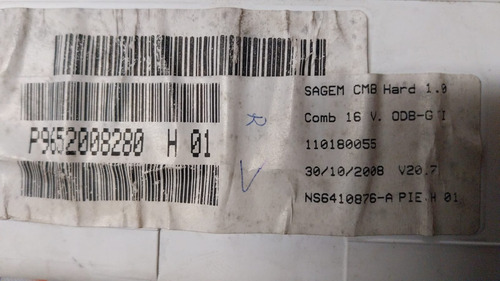 P9652008280 H 01
R
V
SAGEM CMB Hard 1.0
Comb 16 V. ODB-G I
110180055
30/10/2008 V20.7
NS6410876-A PIE H 01